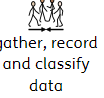 gather, record
and classify
data